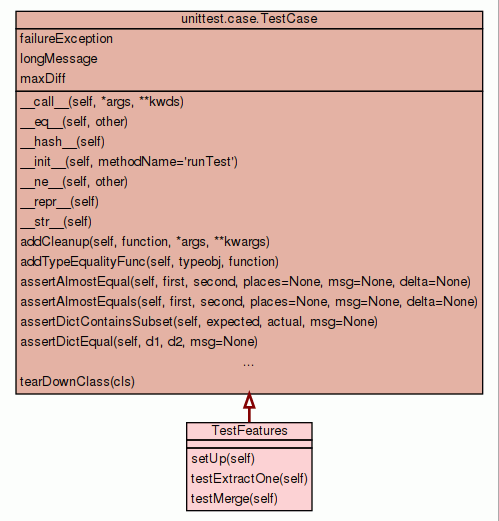 unittest.case.TestCase
failureException
longMessage
maxDiff
__call__(self, *args, **kwds)
__eq__(self, other)
__hash__(self)
__init__(self, methodName='runTest')
__ne__(self, other)
__repr__(self)
__str__(self)
addCleanup(self, function, *args, **kwargs)
addTypeEqualityFunc(self, typeobj, function)
assertAlmostEqual(self, first, second, places=None, msg=None, delta=None)
assertAlmostEquals(self, first, second, places=None, msg=None, delta=None)
assertDictContainsSubset(self, expected, actual, msg=None)
assertDictEqual(self, d1, d2, msg=None)
...
tearDownClass(cls)
TestFeatures
setUp(self)
testExtractOne(self)
testMerge(self)